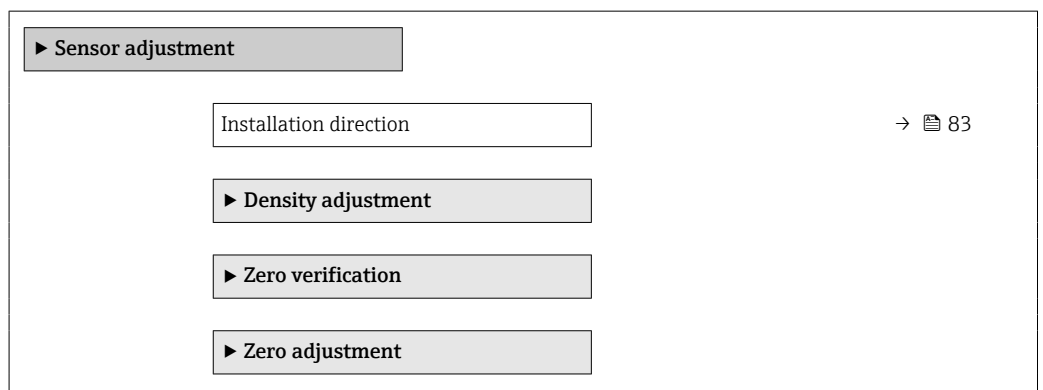 ▶ Sensor adjustment
Installation direction → 83
▶ Density adjustment
▶ Zero verification
▶ Zero adjustment